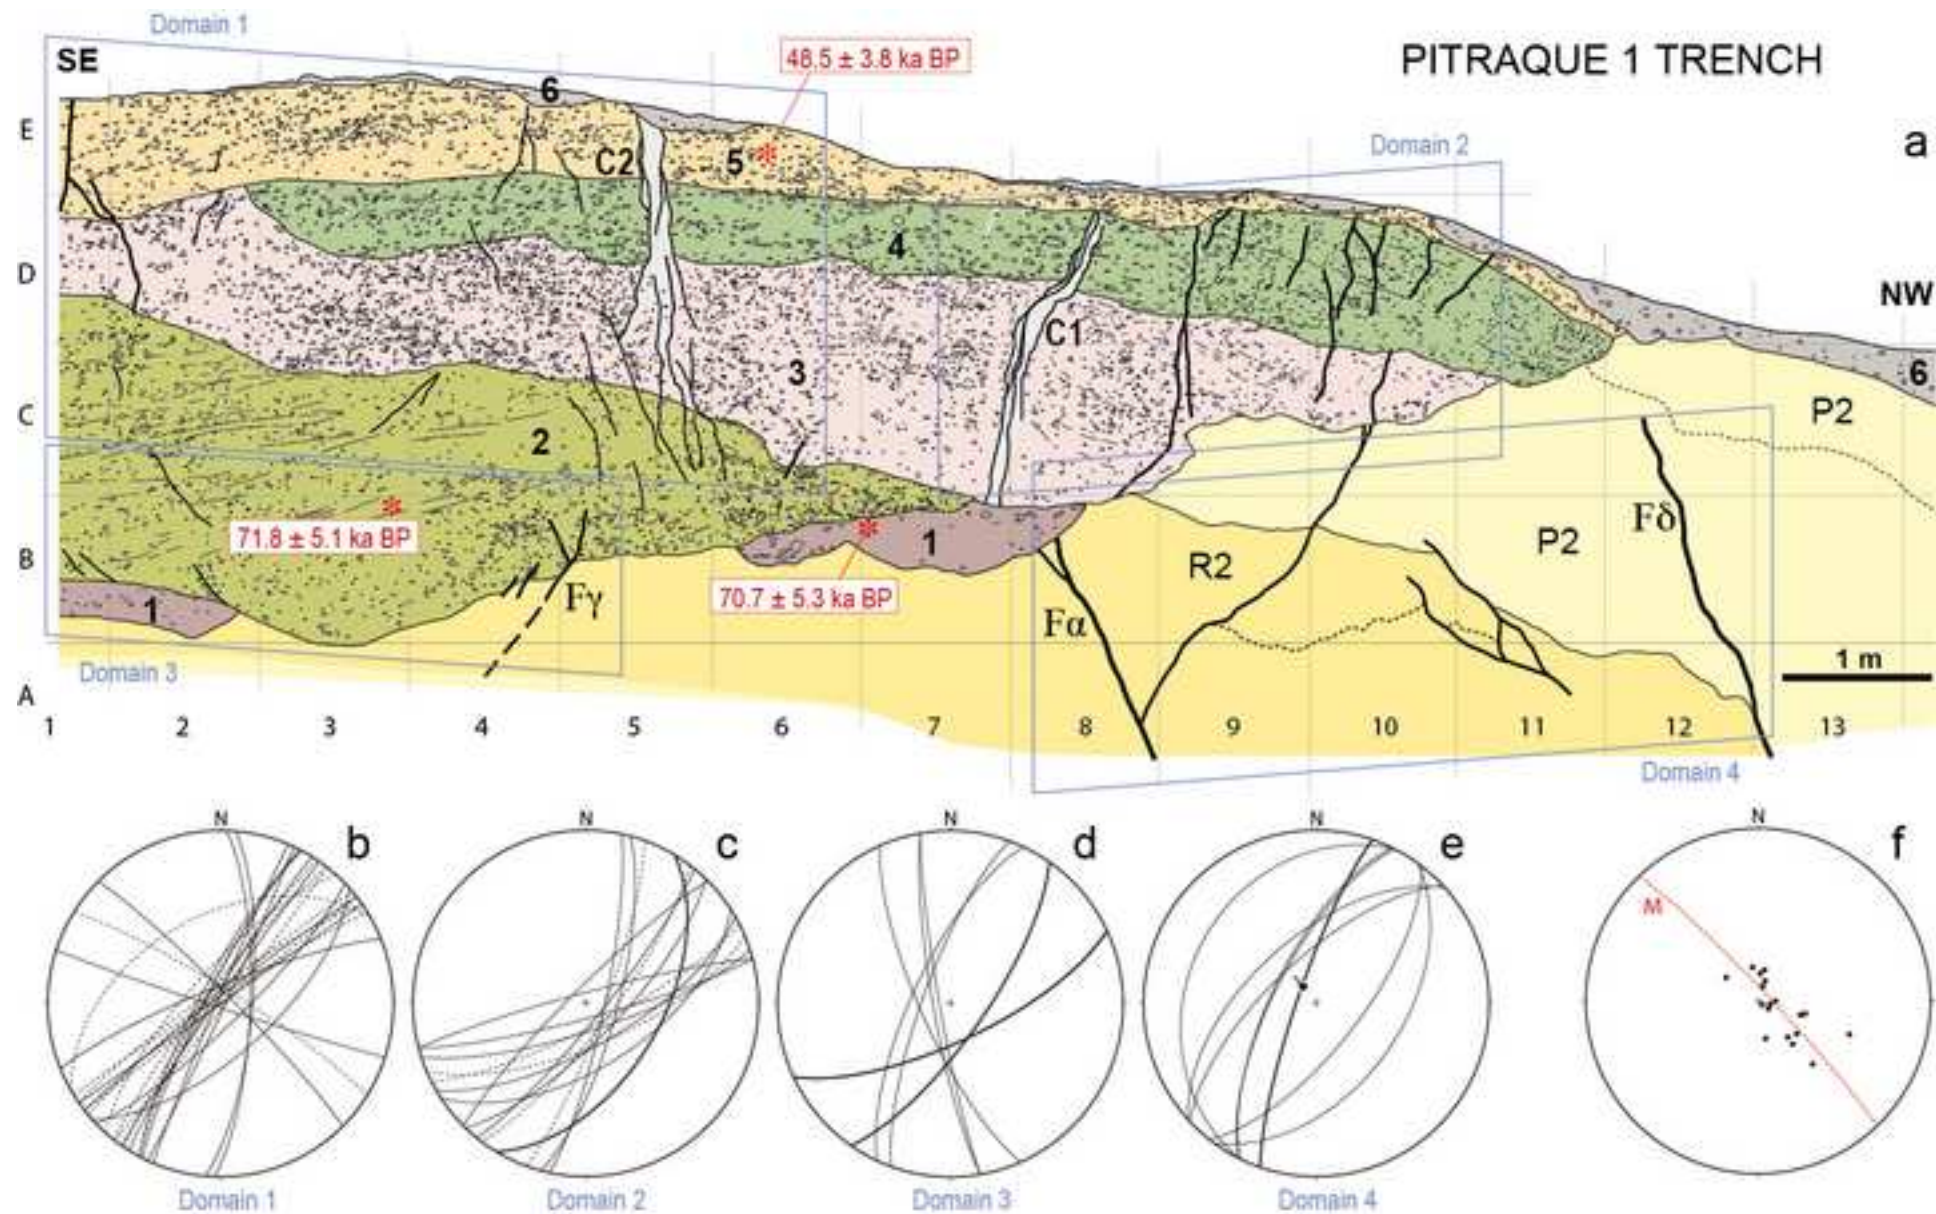 Domain 1
SE
48.5 ± 3.8 ka BP
PITRAQUE 1 TRENCH
6
E
C2
5
Domain 2
a
4
D
NW
C1
3
6
C
P2
2
71.8 ± 5.1 ka BP
Fδ
1
P2
B
R2
Fγ
70.7 ± 5.3 ka BP
1
Fα
Domain 3
1 m
A
1 2 3 4 5 6 7 8 9 10 11 12 13
Domain 4
N b N c N d N e N f
M
Domain 1 Domain 2 Domain 3 Domain 4